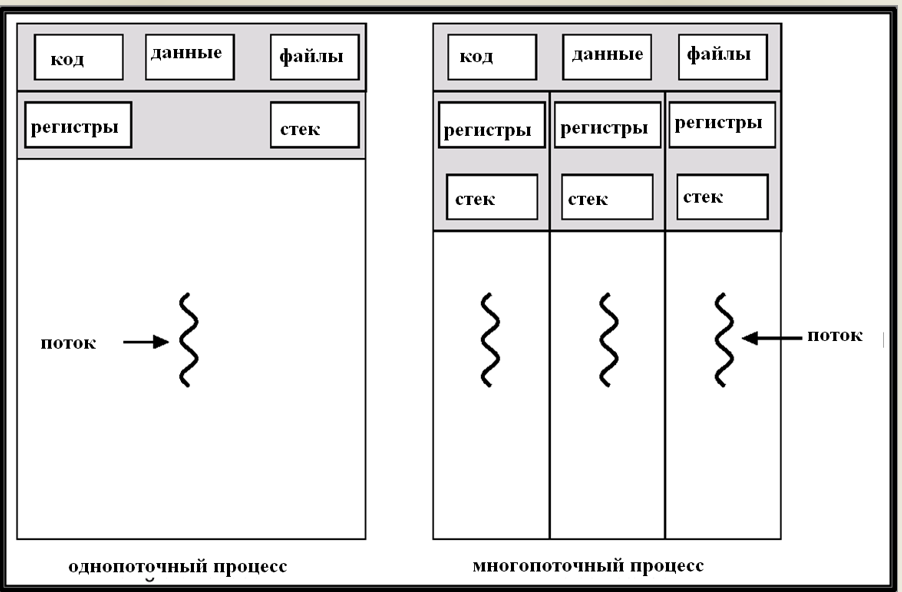 код данные файлы
регистры стек
поток
однопоточный процесс
код данные файлы
регистры регистры регистры
стек стек стек
поток
многопоточный процесс